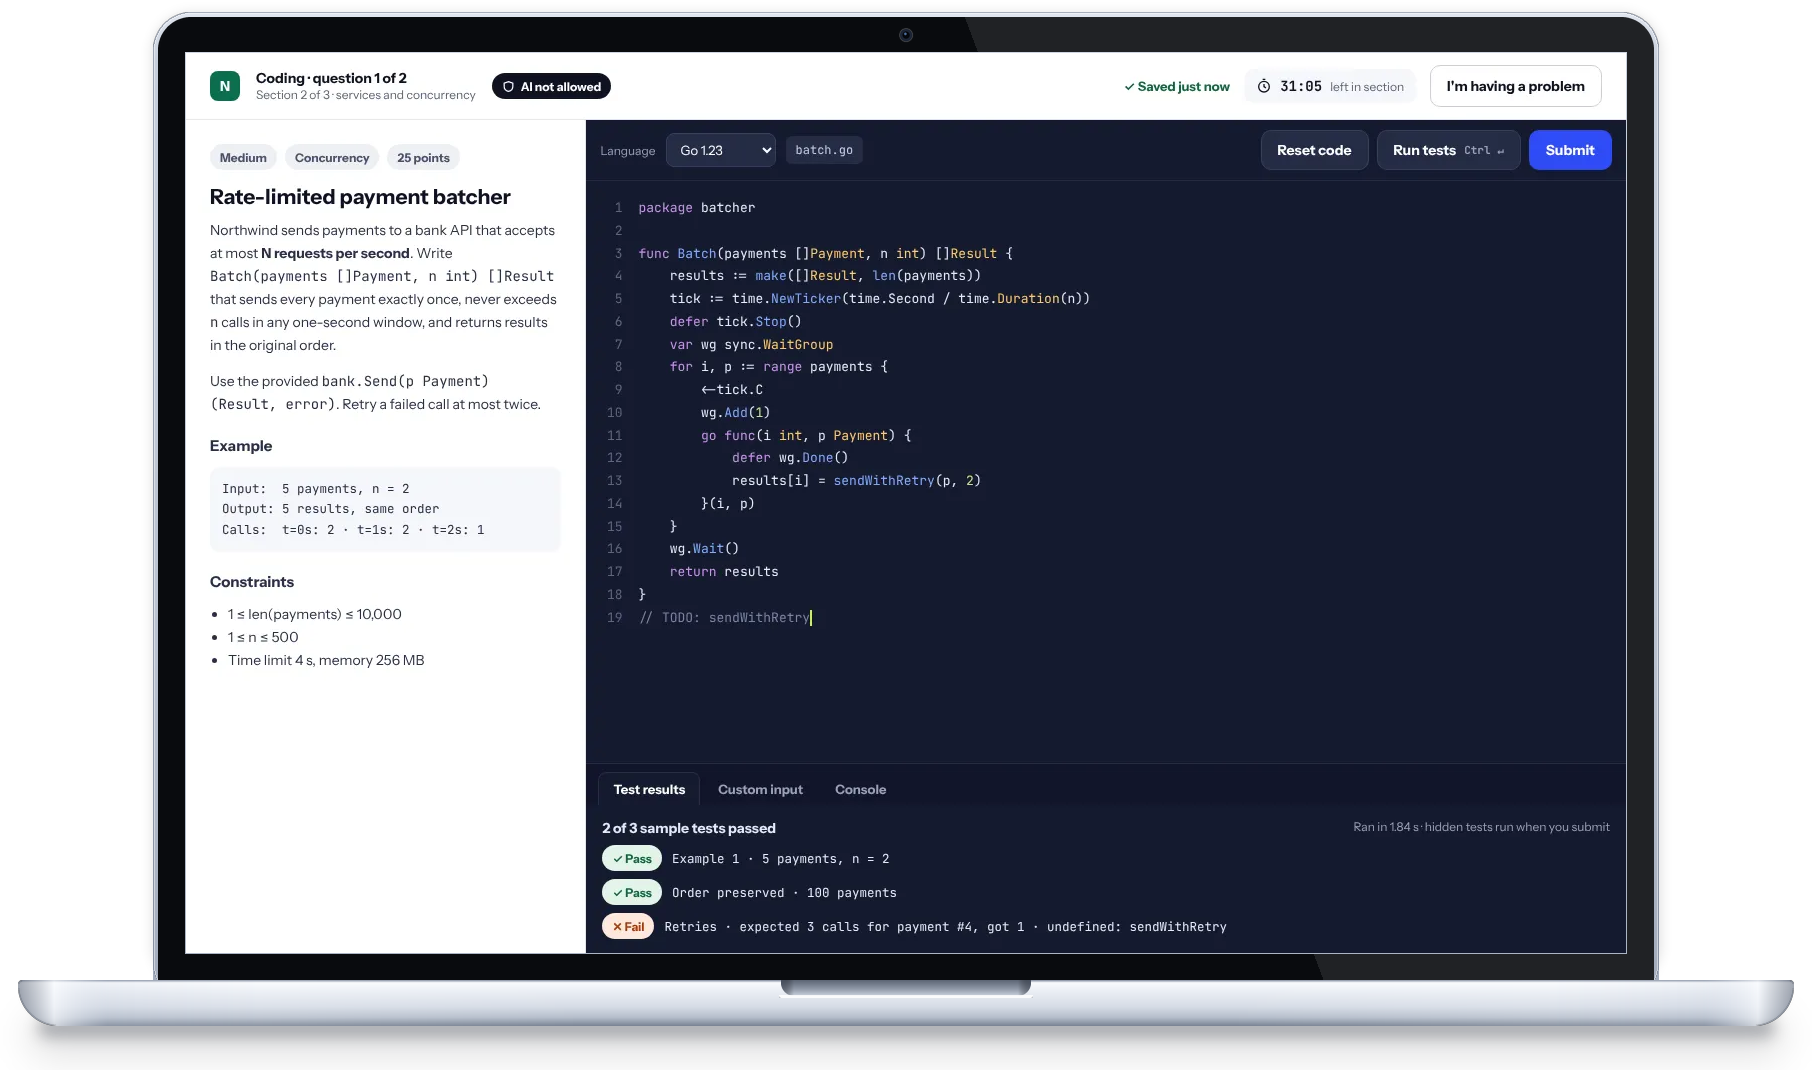 N
Coding · question 1 of 2
Section 2 of 3 · services and concurrency
AI not allowed
✓ Saved just now
31:05 left in section
I'm having a problem
Medium
Concurrency
25 points
Rate-limited payment batcher
Northwind sends payments to a bank API that accepts
at most N requests per second. Write
Batch(payments []Payment, n int) []Result
that sends every payment exactly once, never exceeds
n calls in any one-second window, and returns results
in the original order.
Use the provided bank.Send(p Payment)
(Result, error). Retry a failed call at most twice.
Example
Input:  5 payments, n = 2
Output: 5 results, same order
Calls:  t=0s: 2 · t=1s: 2 · t=2s: 1
Constraints
• 1 ≤ len(payments) ≤ 10,000
• 1 ≤ n ≤ 500
• Time limit 4 s, memory 256 MB
Language
Go 1.23
batch.go
Reset code
Run tests Ctrl ↵
Submit
1 package batcher
2
3 func Batch(payments []Payment, n int) []Result {
4     results := make([]Result, len(payments))
5     tick := time.NewTicker(time.Second / time.Duration(n))
6     defer tick.Stop()
7     var wg sync.WaitGroup
8     for i, p := range payments {
9         <-tick.C
10         wg.Add(1)
11         go func(i int, p Payment) {
12             defer wg.Done()
13             results[i] = sendWithRetry(p, 2)
14         }(i, p)
15     }
16     wg.Wait()
17     return results
18 }
19 // TODO: sendWithRetry
Test results
Custom input
Console
2 of 3 sample tests passed
Ran in 1.84 s · hidden tests run when you submit
✓ Pass Example 1 · 5 payments, n = 2
✓ Pass Order preserved · 100 payments
✕ Fail Retries · expected 3 calls for payment #4, got 1 · undefined: sendWithRetry